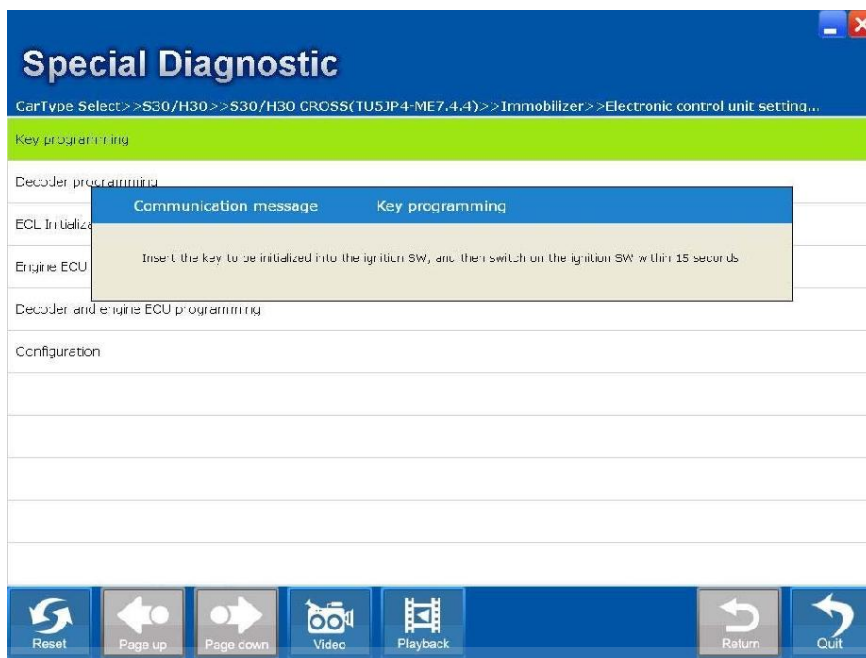 Special Diagnostic
CarType Select>>S30/H30>>S30/H30 CROSS(TU5JP4-ME7.4.4)>>Immobilizer>>Electronic control unit setting...
Key programming
Decoder programming
Communication message Key programming
ECU Initializa
Insert the key to be initialized into the ignition SW, and then switch on the ignition SW within 15 seconds
Engine ECU
Decoder and engine ECU programming
Configuration
Reset
Page up
Page down
Video
Playback
Return
Quit